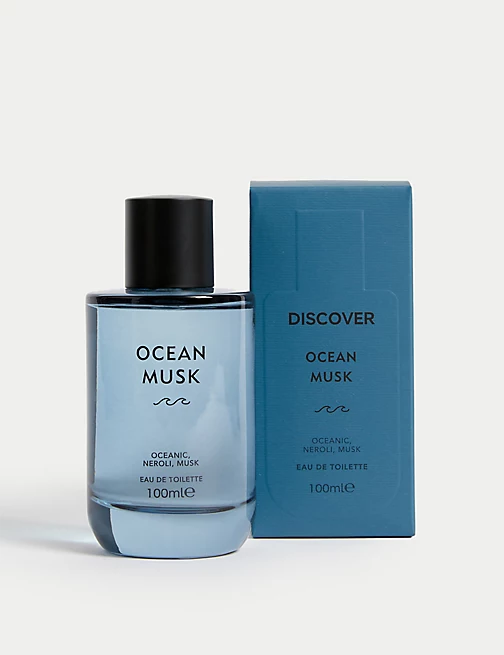 OCEAN
MUSK
OCEANIC,
NEROLI, MUSK
EAU DE TOILETTE
100ml℮
DISCOVER
OCEAN
MUSK
OCEANIC,
NEROLI, MUSK
EAU DE TOILETTE
100ml℮